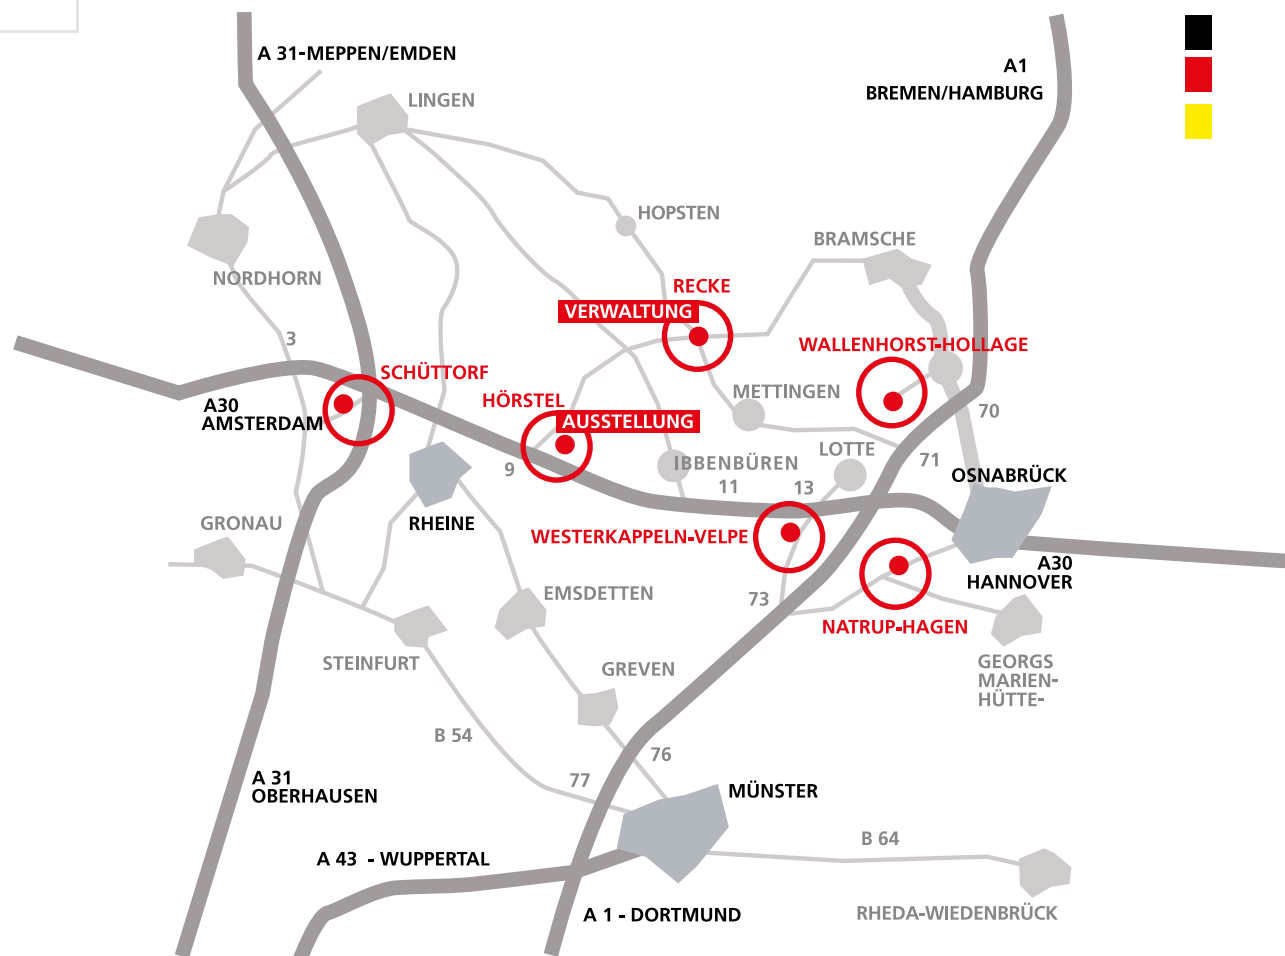 A 31-MEPPEN/EMDEN
A1
BREMEN/HAMBURG
LINGEN
HOPSTEN
BRAMSCHE
NORDHORN
RECKE
VERWALTUNG
3
WALLENHORST-HOLLAGE
SCHÜTTORF
METTINGEN
HÖRSTEL
A30
AMSTERDAM
70
AUSSTELLUNG
LOTTE
71
IBBENBÜREN
9
11
13
OSNABRÜCK
GRONAU
RHEINE
WESTERKAPPELN-VELPE
A30
HANNOVER
EMSDETTEN
73
NATRUP-HAGEN
STEINFURT
GREVEN
GEORGS
MARIEN-
HÜTTE-
B 54
76
77
A 31
OBERHAUSEN
MÜNSTER
B 64
A 43 - WUPPERTAL
A 1 - DORTMUND
RHEDA-WIEDENBRÜCK